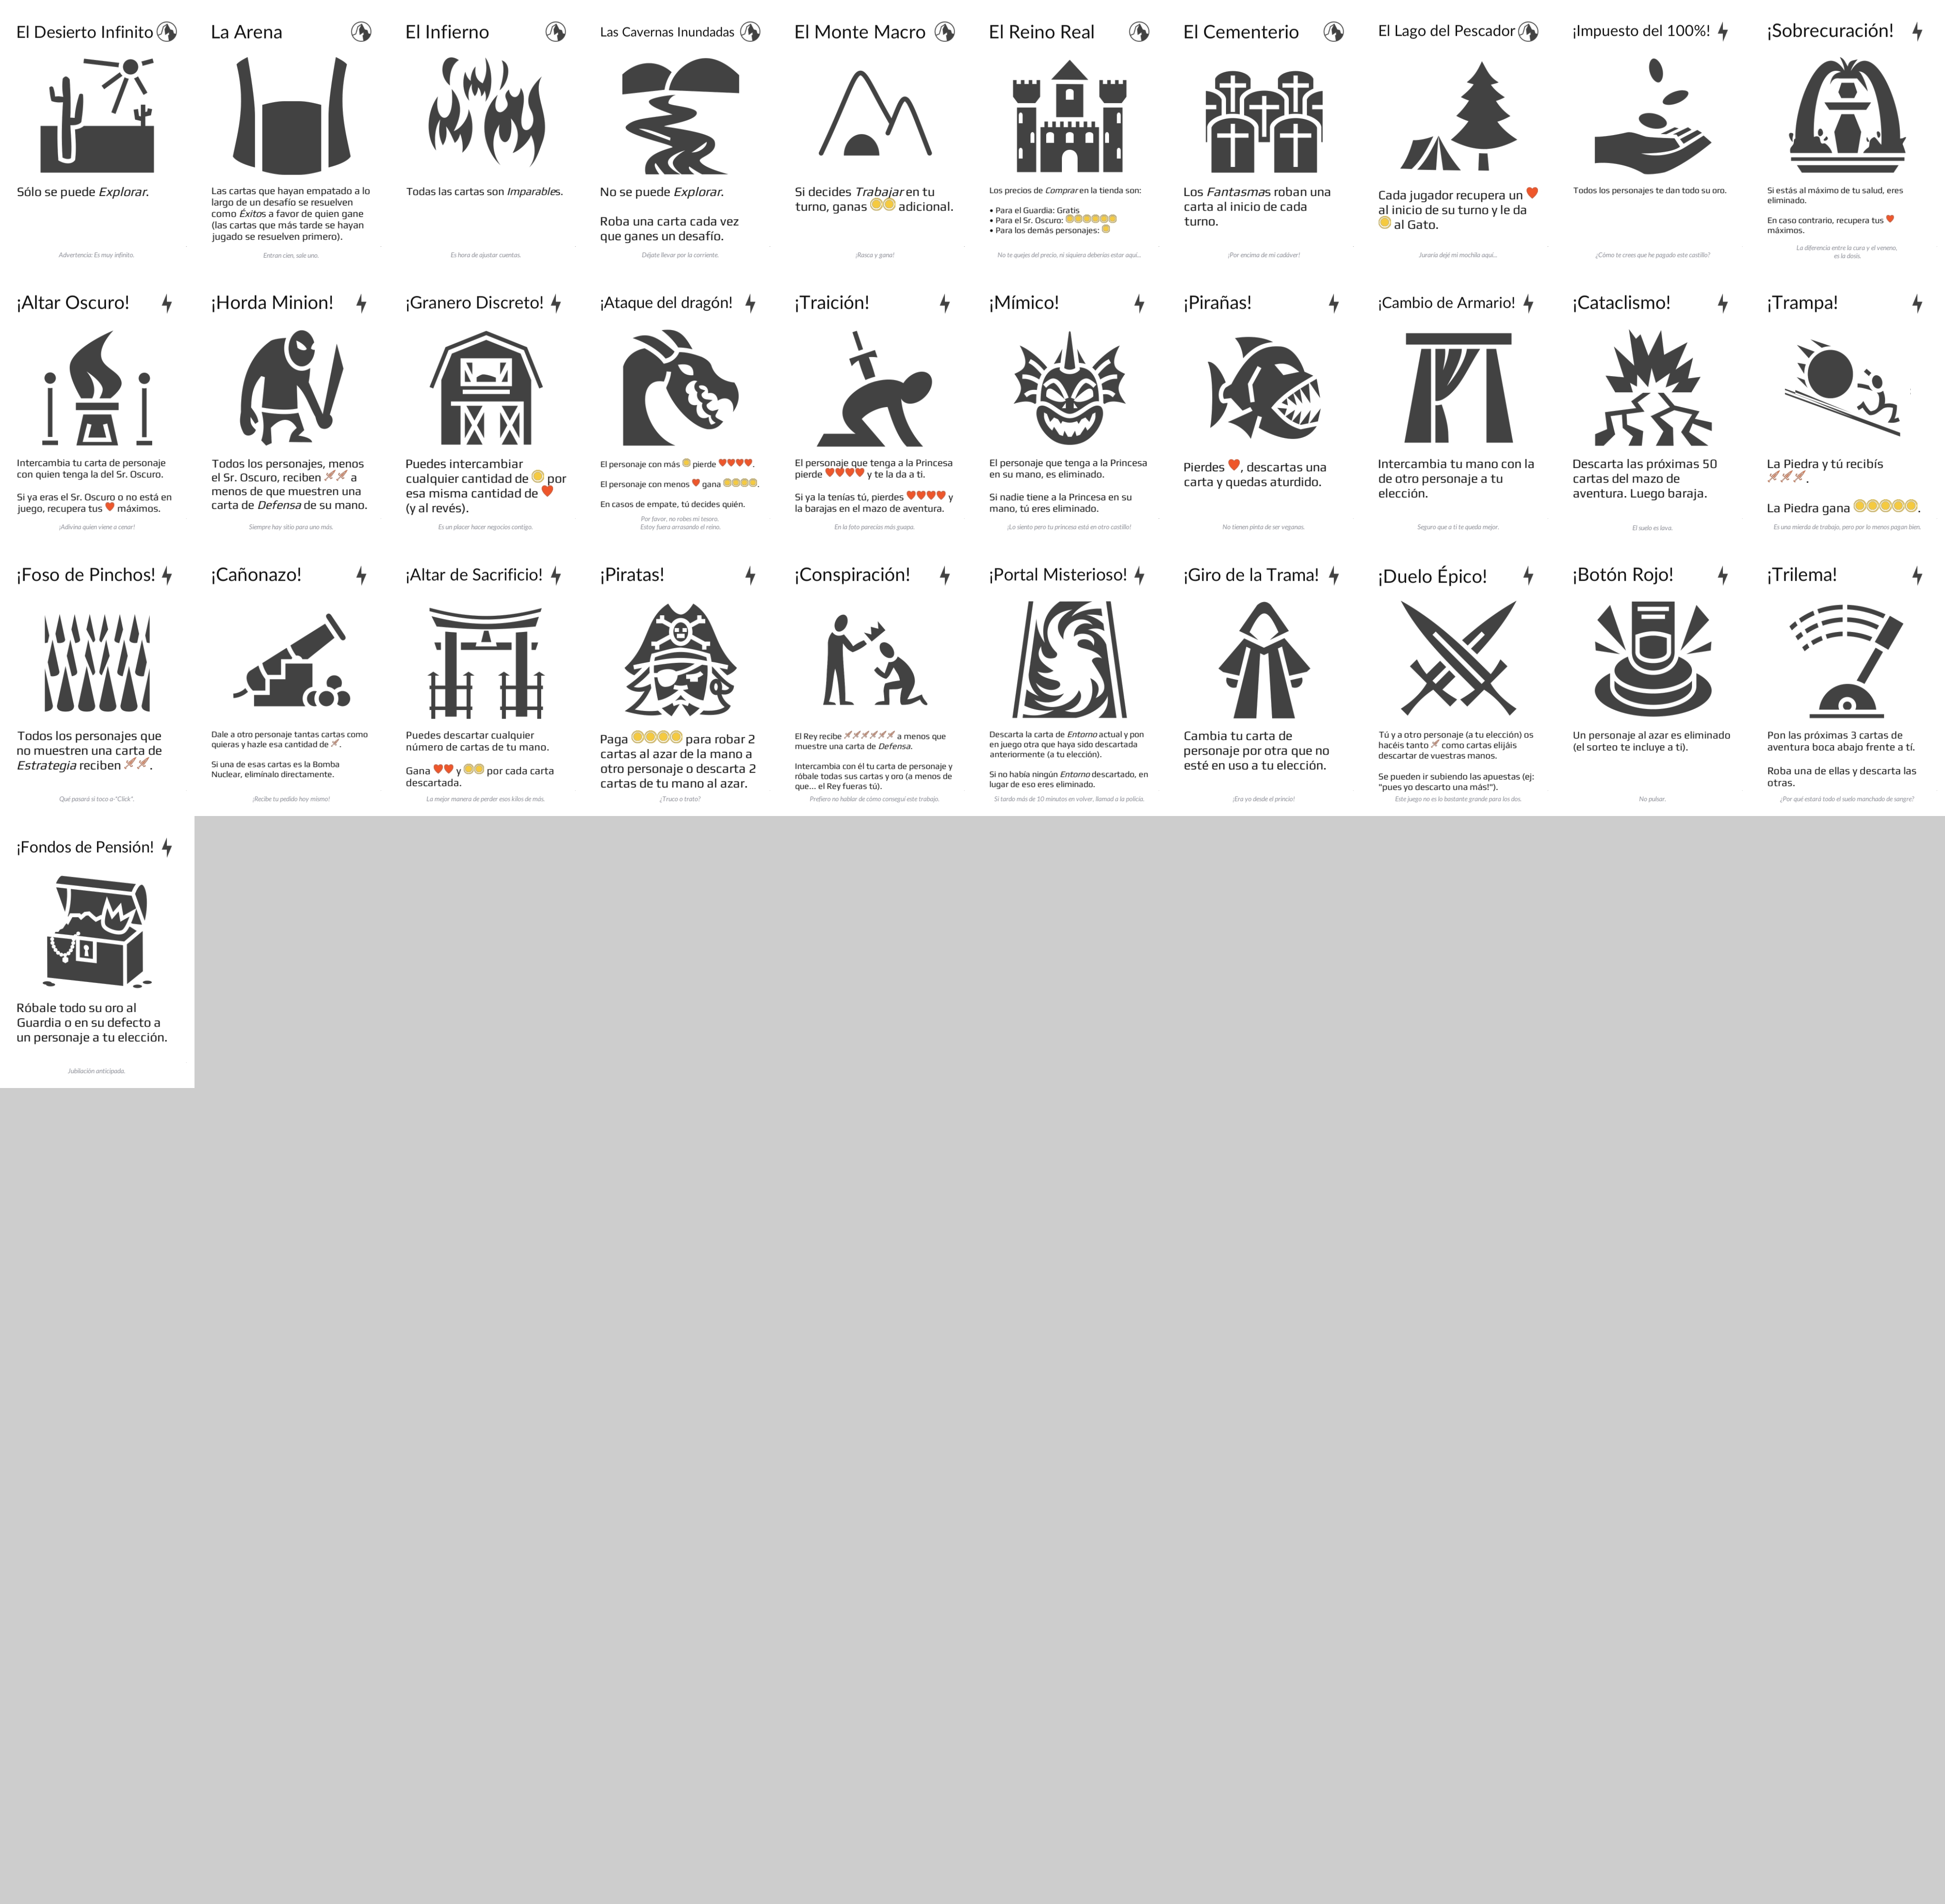 El Desierto Infinito
Sólo se puede Explorar.
Advertencia: Es muy infinito.
La Arena
Las cartas que hayan empatado a lo
largo de un desafío se resuelven
como Éxitos a favor de quien gane
(las cartas que más tarde se hayan
jugado se resuelven primero).
Entran cien, sale uno.
El Infierno
Todas las cartas son Imparables.
Es hora de ajustar cuentas.
Las Cavernas Inundadas
No se puede Explorar.
Roba una carta cada vez
que ganes un desafío.
Déjate llevar por la corriente.
El Monte Macro
Si decides Trabajar en tu
turno, ganas adicional.
¡Rasca y gana!
El Reino Real
Los precios de Comprar en la tienda son:
• Para el Guardia: Gratis
• Para el Sr. Oscuro:
• Para los demás personajes:
No te quejes del precio, ni siquiera deberías estar aquí...
El Cementerio
Los Fantasmas roban una
carta al inicio de cada
turno.
¡Por encima de mi cadáver!
El Lago del Pescador
Cada jugador recupera un
al inicio de su turno y le da
al Gato.
Juraría dejé mi mochila aquí...
¡Impuesto del 100%!
Todos los personajes te dan todo su oro.
¿Cómo te crees que he pagado este castillo?
¡Sobrecuración!
Si estás al máximo de tu salud, eres
eliminado.
En caso contrario, recupera tus
máximos.
La diferencia entre la cura y el veneno,
es la dosis.
¡Altar Oscuro!
Intercambia tu carta de personaje
con quien tenga la del Sr. Oscuro.
Si ya eras el Sr. Oscuro o no está en
juego, recupera tus máximos.
¡Adivina quien viene a cenar!
¡Horda Minion!
Todos los personajes, menos
el Sr. Oscuro, reciben a
menos de que muestren una
carta de Defensa de su mano.
Siempre hay sitio para uno más.
¡Granero Discreto!
Puedes intercambiar
cualquier cantidad de por
esa misma cantidad de
(y al revés).
Es un placer hacer negocios contigo.
¡Ataque del dragón!
El personaje con más pierde .
El personaje con menos gana .
En casos de empate, tú decides quién.
Por favor, no robes mi tesoro.
Estoy fuera arrasando el reino.
¡Traición!
El personaje que tenga a la Princesa
pierde y te la da a ti.
Si ya la tenías tú, pierdes y
la barajas en el mazo de aventura.
En la foto parecías más guapa.
¡Mímico!
El personaje que tenga a la Princesa
en su mano, es eliminado.
Si nadie tiene a la Princesa en su
mano, tú eres eliminado.
¡Lo siento pero tu princesa está en otro castillo!
¡Pirañas!
Pierdes , descartas una
carta y quedas aturdido.
No tienen pinta de ser veganas.
¡Cambio de Armario!
Intercambia tu mano con la
de otro personaje a tu
elección.
Seguro que a ti te queda mejor.
¡Cataclismo!
Descarta las próximas 50
cartas del mazo de
aventura. Luego baraja.
El suelo es lava.
¡Trampa!
La Piedra y tú recibís
.
La Piedra gana .
Es una mierda de trabajo, pero por lo menos pagan bien.
¡Foso de Pinchos!
Todos los personajes que
no muestren una carta de
Estrategia reciben .
Qué pasará si toco a-"Click".
¡Cañonazo!
Dale a otro personaje tantas cartas como
quieras y hazle esa cantidad de .
Si una de esas cartas es la Bomba
Nuclear, elimínalo directamente.
¡Recibe tu pedido hoy mismo!
¡Altar de Sacrificio!
Puedes descartar cualquier
número de cartas de tu mano.
Gana y por cada carta
descartada.
La mejor manera de perder esos kilos de más.
¡Piratas!
Paga para robar 2
cartas al azar de la mano a
otro personaje o descarta 2
cartas de tu mano al azar.
¿Truco o trato?
¡Conspiración!
El Rey recibe a menos que
muestre una carta de Defensa.
Intercambia con él tu carta de personaje y
róbale todas sus cartas y oro (a menos de
que... el Rey fueras tú).
Prefiero no hablar de cómo conseguí este trabajo.
¡Portal Misterioso!
Descarta la carta de Entorno actual y pon
en juego otra que haya sido descartada
anteriormente (a tu elección).
Si no había ningún Entorno descartado, en
lugar de eso eres eliminado.
Si tardo más de 10 minutos en volver, llamad a la policía.
¡Giro de la Trama!
Cambia tu carta de
personaje por otra que no
esté en uso a tu elección.
¡Era yo desde el princio!
¡Duelo Épico!
Tú y a otro personaje (a tu elección) os
hacéis tanto como cartas elijáis
descartar de vuestras manos.
Se pueden ir subiendo las apuestas (ej:
"pues yo descarto una más!").
Este juego no es lo bastante grande para los dos.
¡Botón Rojo!
Un personaje al azar es eliminado
(el sorteo te incluye a ti).
No pulsar.
¡Trilema!
Pon las próximas 3 cartas de
aventura boca abajo frente a tí.
Roba una de ellas y descarta las
otras.
¿Por qué estará todo el suelo manchado de sangre?
¡Fondos de Pensión!
Róbale todo su oro al
Guardia o en su defecto a
un personaje a tu elección.
Jubilación anticipada.